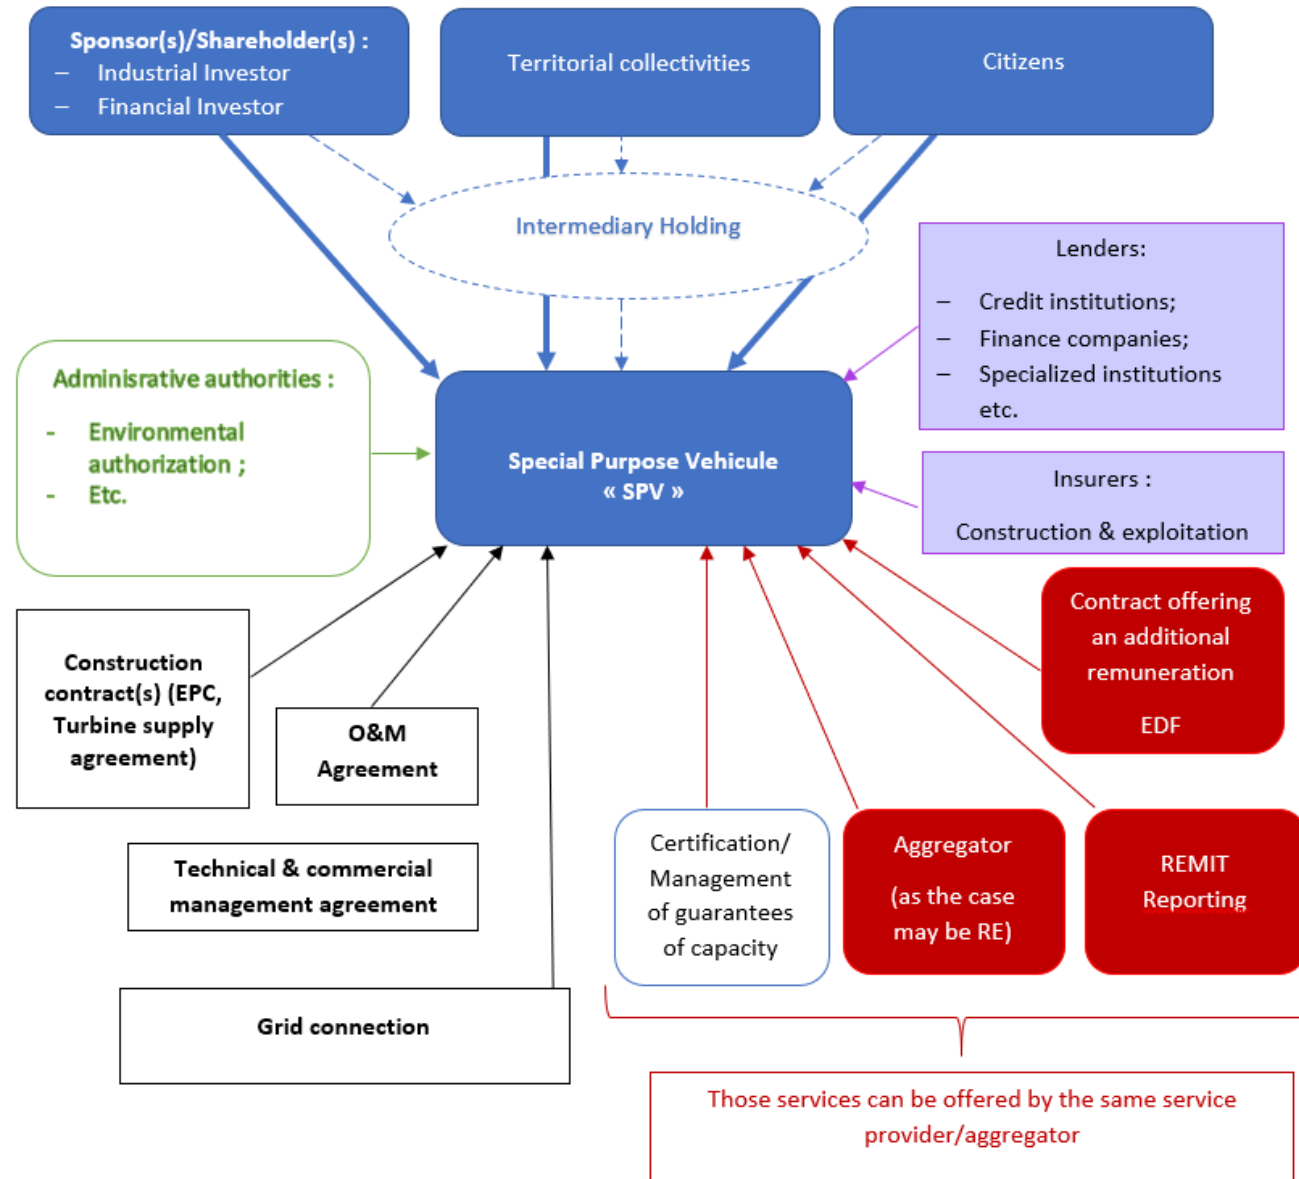 Sponsor(s)/Shareholder(s) :
– Industrial Investor
– Financial Investor
Territorial collectivities
Citizens
Intermediary Holding
Lenders:
– Credit institutions;
– Finance companies;
– Specialized institutions
etc.
Adminisrative authorities :
- Environmental
authorization ;
- Etc.
Special Purpose Vehicule
« SPV »
Insurers :
Construction & exploitation
Contract offering
an additional
remuneration
EDF
Construction
contract(s) (EPC,
Turbine supply
agreement)
O&M
Agreement
Technical & commercial
management agreement
Grid connection
Certification/
Management
of guarantees
of capacity
Aggregator
(as the case
may be RE)
REMIT
Reporting
Those services can be offered by the same service
provider/aggregator